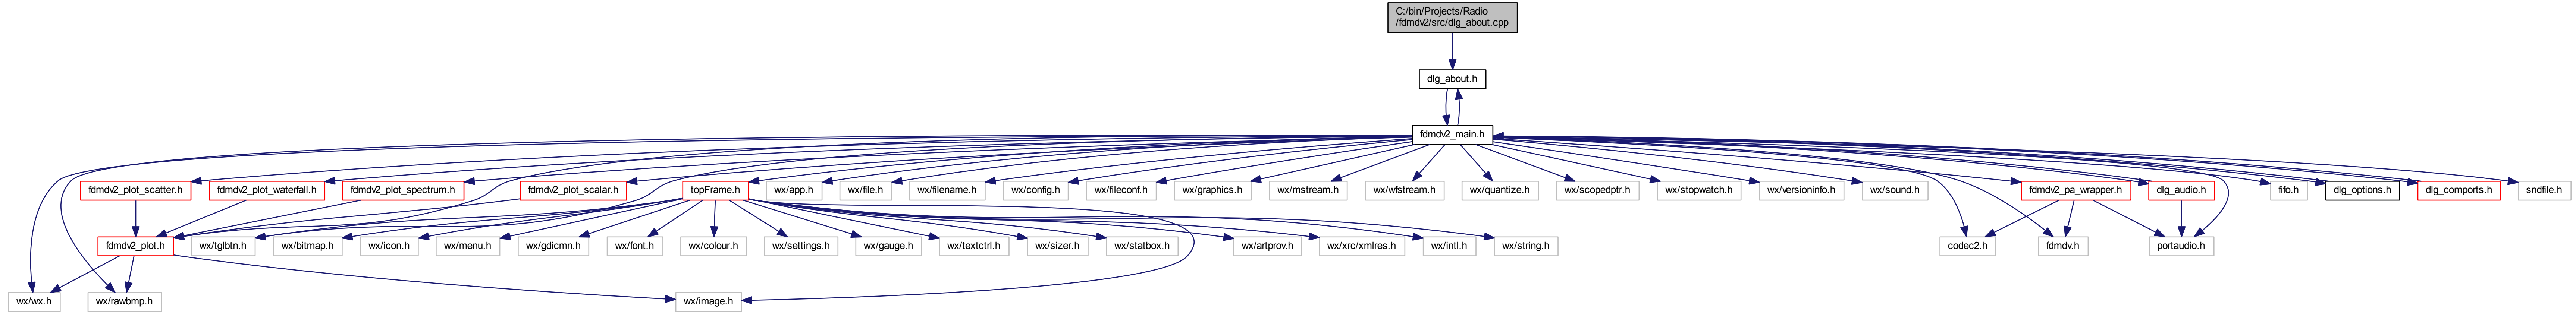 C:/bin/Projects/Radio
/fdmdv2/src/dlg_about.cpp
dlg_about.h
fdmdv2_main.h
fdmdv2_plot_scatter.h
fdmdv2_plot_waterfall.h
fdmdv2_plot_spectrum.h
fdmdv2_plot_scalar.h
topFrame.h
wx/app.h
wx/file.h
wx/filename.h
wx/config.h
wx/fileconf.h
wx/graphics.h
wx/mstream.h
wx/wfstream.h
wx/quantize.h
wx/scopedptr.h
wx/stopwatch.h
wx/versioninfo.h
wx/sound.h
fdmdv2_pa_wrapper.h
dlg_audio.h
fifo.h
dlg_options.h
dlg_comports.h
sndfile.h
fdmdv2_plot.h
wx/tglbtn.h
wx/bitmap.h
wx/icon.h
wx/menu.h
wx/gdicmn.h
wx/font.h
wx/colour.h
wx/settings.h
wx/gauge.h
wx/textctrl.h
wx/sizer.h
wx/statbox.h
wx/artprov.h
wx/xrc/xmlres.h
wx/intl.h
wx/string.h
codec2.h
fdmdv.h
portaudio.h
wx/wx.h
wx/rawbmp.h
wx/image.h